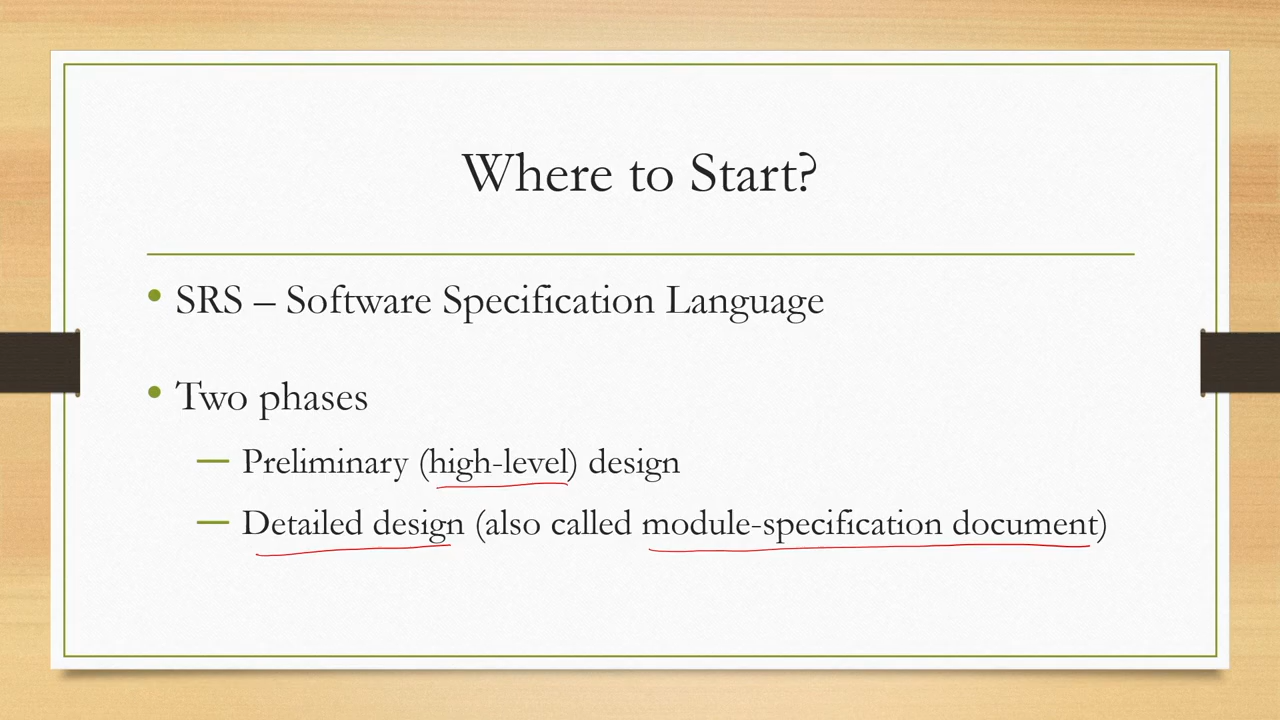 Where to Start?
• SRS – Software Specification Language
• Two phases
— Preliminary (high-level) design
— Detailed design (also called module-specification document)